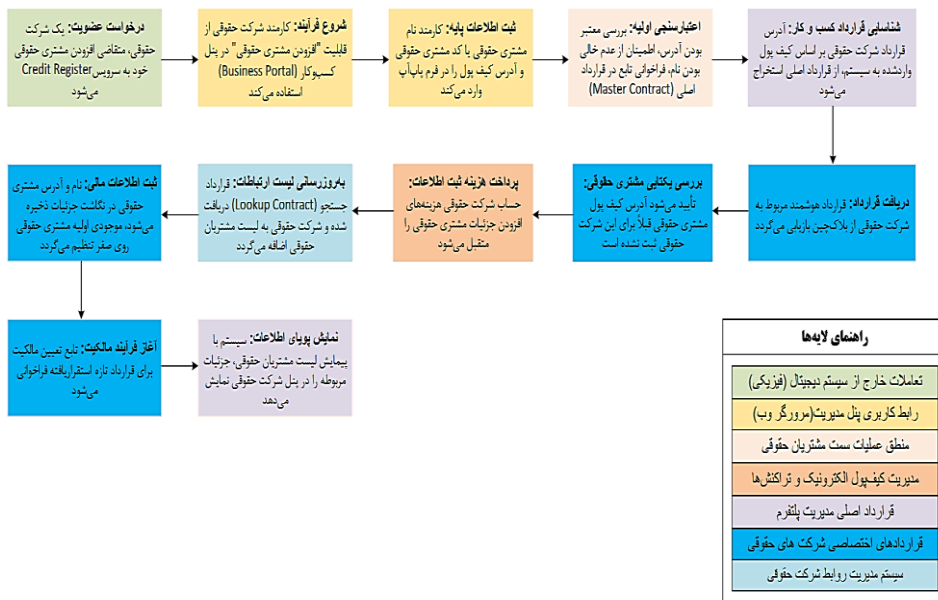 درخواست عضویت: یک شرکت
حقوقی، متقاضی افزودن مشتری حقوقی
خود به سرویس Credit Register
می‌شود
شروع فرآیند: کارمند شرکت حقوقی از
قابلیت "افزودن مشتری حقوقی" در پنل
کسب‌وکار (Business Portal)
استفاده می‌کند
ثبت اطلاعات پایه: کارمند نام
مشتری حقوقی یا کد مشتری حقوقی
و آدرس کیف پول را در فرم پاپ‌آپ
وارد می‌کند
اعتبارسنجی اولیه: بررسی معتبر
بودن آدرس، اطمینان از عدم خالی
بودن نام، فراخوانی تابع در قرارداد
اصلی (Master Contract)
شناسایی قرارداد کسب و کار: آدرس
قرارداد شرکت حقوقی بر اساس کیف پول
واردشده به سیستم، از قرارداد اصلی استخراج
می‌شود
دریافت قرارداد: قرارداد هوشمند مربوط به
شرکت حقوقی از بلاک‌چین بازیابی می‌گردد
بررسی یکتایی مشتری حقوقی:
تأیید می‌شود آدرس کیف پول
مشتری حقوقی قبلاً برای این شرکت
حقوقی ثبت نشده است
پرداخت هزینه ثبت اطلاعات:
حساب شرکت حقوقی هزینه‌های
افزودن جزئیات مشتری حقوقی را
متقبل می‌شود
به‌روزرسانی لیست ارتباطات: قرارداد
جستجو (Lookup Contract) دریافت
شده و شرکت حقوقی به لیست مشتریان
حقوقی اضافه می‌گردد
ثبت اطلاعات مالی: نام و آدرس مشتری
حقوقی در نگاشت جزئیات ذخیره
می‌شود، موجودی اولیه مشتری حقوقی
روی صفر تنظیم می‌گردد
آغاز فرآیند مالکیت: تابع تعیین مالکیت
برای قرارداد تازه استقراریافته فراخوانی
می‌شود
نمایش پویای اطلاعات: سیستم با
پیمایش لیست مشتریان حقوقی، جزئیات
مربوطه را در پنل شرکت حقوقی نمایش
می‌دهد
راهنمای لایه‌ها
تعاملات خارج از سیستم دیجیتال (فیزیکی)
رابط کاربری پنل مدیریت(مرورگر وب)
منطق عملیات سمت مشتریان حقوقی
مدیریت کیف‌پول الکترونیک و تراکنش‌ها
قرارداد اصلی مدیریت پلتفرم
قراردادهای اختصاصی شرکت های حقوقی
سیستم مدیریت روابط شرکت حقوقی